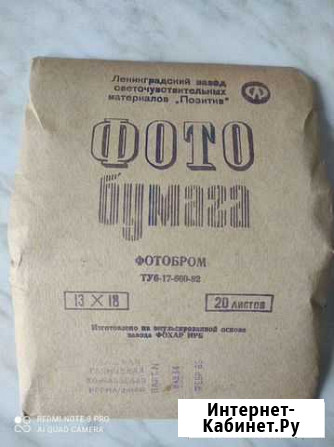 Ленинградский завод
светочувствительных
материалов „Позитив"
ФОТО
бумага
ФОТОБРОМ
ТУ6-17-660-82
13 × 18
20 листов
Изготовлено на эмульсированной основе
завода ФОХАР НРБ
REDMI NOTE 9 PRO
AI QUAD CAMERA
Интернет-
Кабинет.Ру